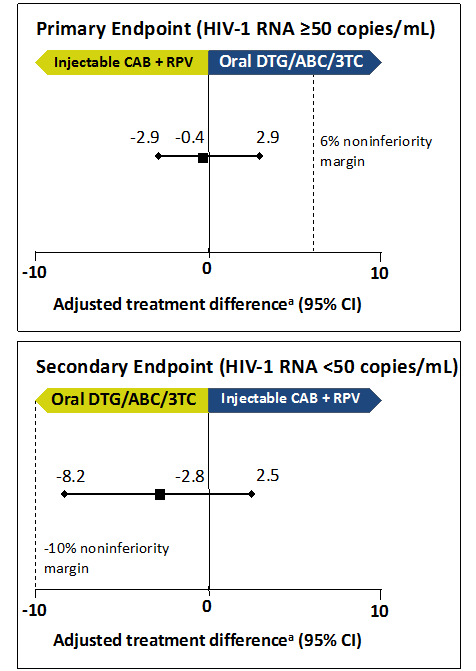 Primary Endpoint (HIV-1 RNA ≥50 copies/mL)
Injectable CAB + RPV
Oral DTG/ABC/3TC
-2.9
-0.4
2.9
6% noninferiority
margin
-10
0
10
Adjusted treatment differenceᵃ (95% CI)
Secondary Endpoint (HIV-1 RNA <50 copies/mL)
Oral DTG/ABC/3TC
Injectable CAB + RPV
-8.2
-2.8
2.5
-10% noninferiority
margin
-10
0
10
Adjusted treatment differenceᵃ (95% CI)